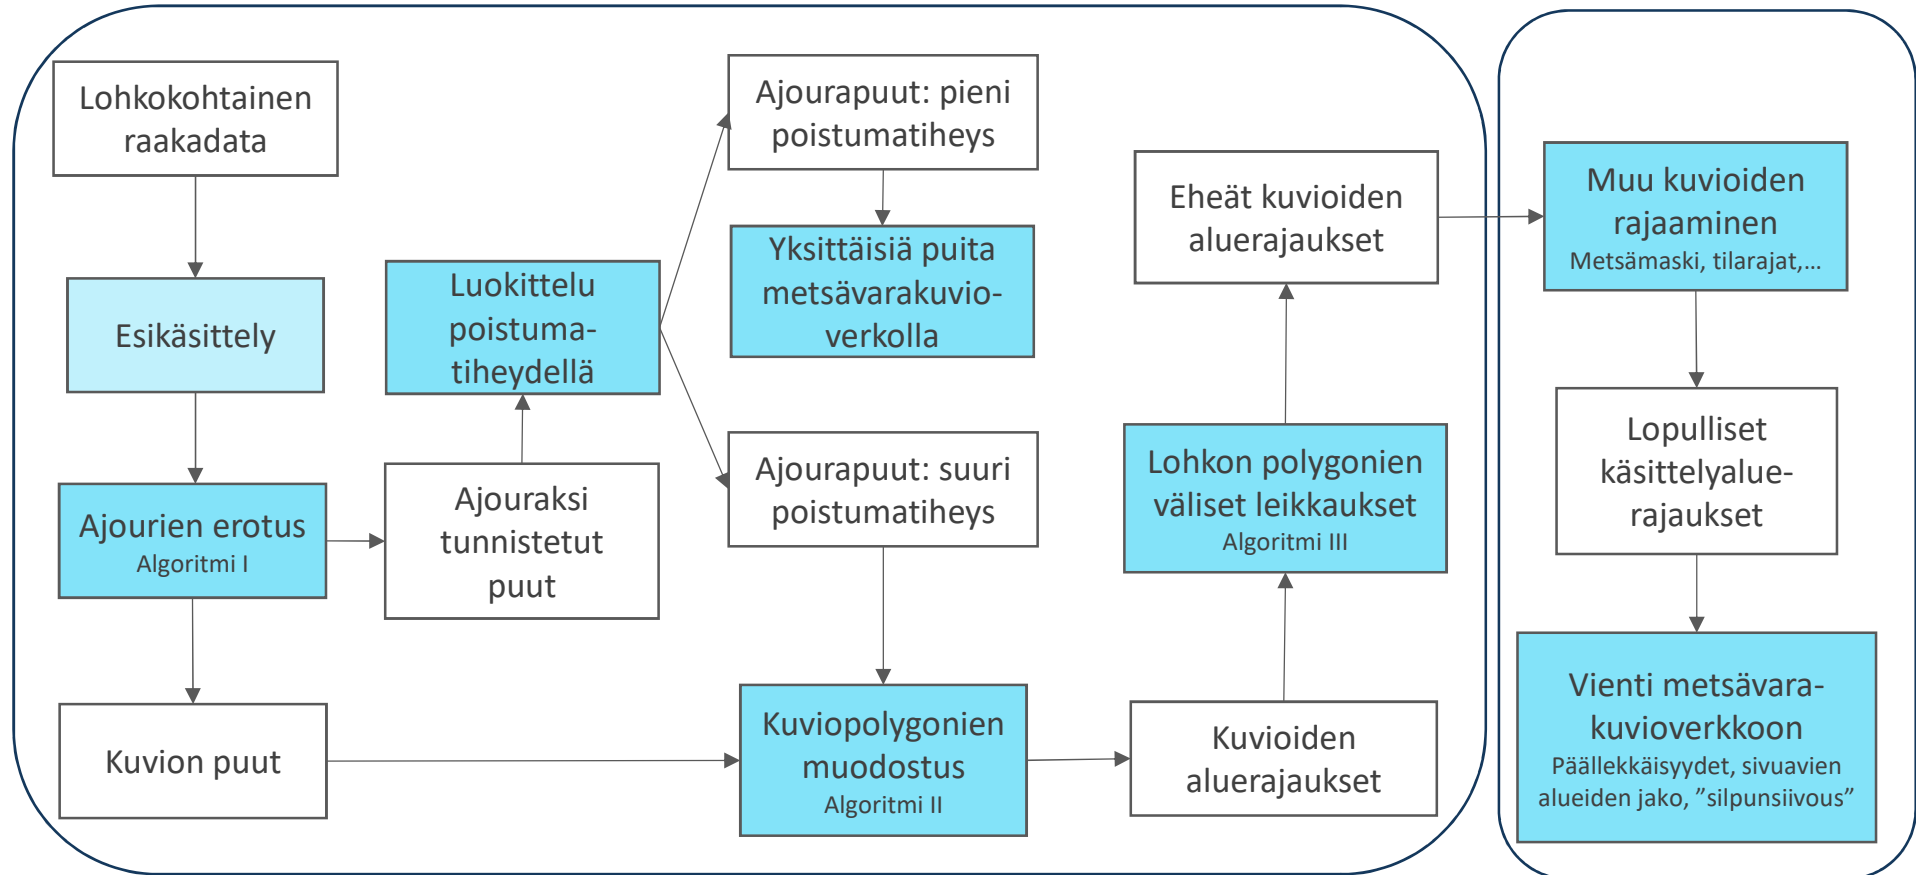 Lohkokohtainen
raakadata
Esikäsittely
Ajourien erotus
Algoritmi I
Kuvion puut
Ajouraksi
tunnistetut
puut
Luokittelu
poistuma-
tiheydellä
Ajourapuut: pieni
poistumatiheys
Yksittäisiä puita
metsävarakuvio-
verkolla
Ajourapuut: suuri
poistumatiheys
Kuviopolygonien
muodostus
Algoritmi II
Kuvioiden
aluerajaukset
Lohkon polygonien
väliset leikkaukset
Algoritmi III
Eheät kuvioiden
aluerajaukset
Muu kuvioiden
rajaaminen
Metsämaski, tilarajat,...
Lopulliset
käsittelyalue-
rajaukset
Vienti metsävara-
kuvioverkkoon
Päällekkäisyydet, sivuavien
alueiden jako, ”silpunsiivous”